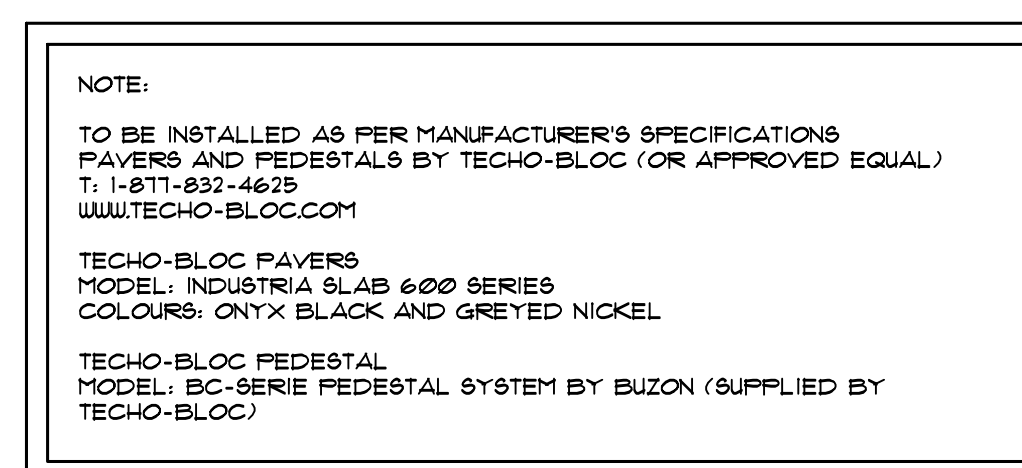 NOTE:
TO BE INSTALLED AS PER MANUFACTURER'S SPECIFICATIONS
PAVERS AND PEDESTALS BY TECHO-BLOC (OR APPROVED EQUAL)
T: 1-877-832-4625
WWW.TECHO-BLOC.COM
TECHO-BLOC PAVERS
MODEL: INDUSTRIA SLAB 600 SERIES
COLOURS: ONYX BLACK AND GREYED NICKEL
TECHO-BLOC PEDESTAL
MODEL: BC-SERIE PEDESTAL SYSTEM BY BUZON (SUPPLIED BY
TECHO-BLOC)